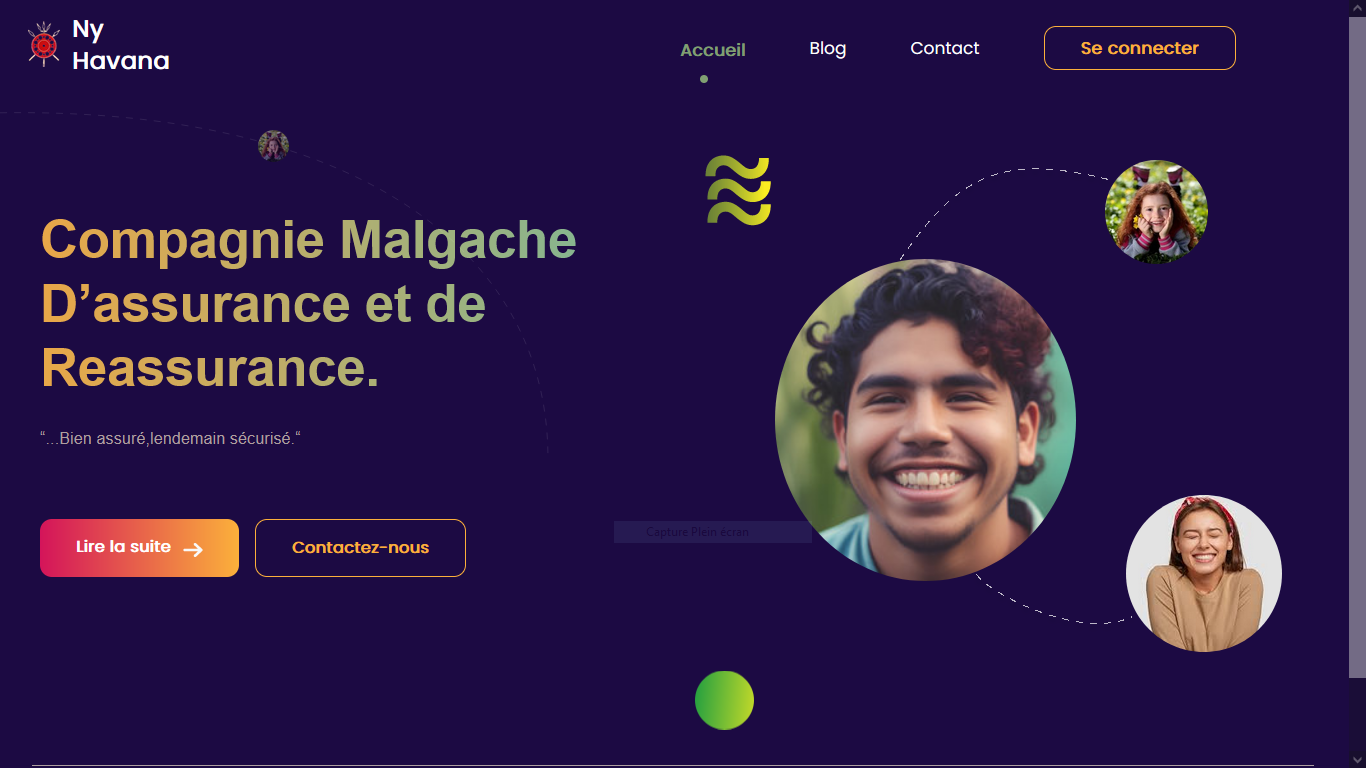 Ny
Havana
Accueil
Blog
Contact
Se connecter
Compagnie Malgache
D’assurance et de
Reassurance.
“...Bien assuré,lendemain sécurisé.“
Lire la suite
Contactez-nous
Capture Plein écran